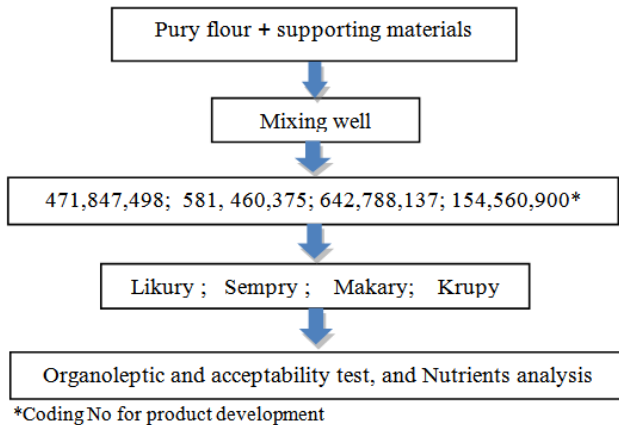 Pury flour + supporting materials
Mixing well
471,847,498; 581, 460,375; 642,788,137; 154,560,900*
Likury ; Sempry ; Makary; Krupy
Organoleptic and acceptability test, and Nutrients analysis
*Coding No for product development